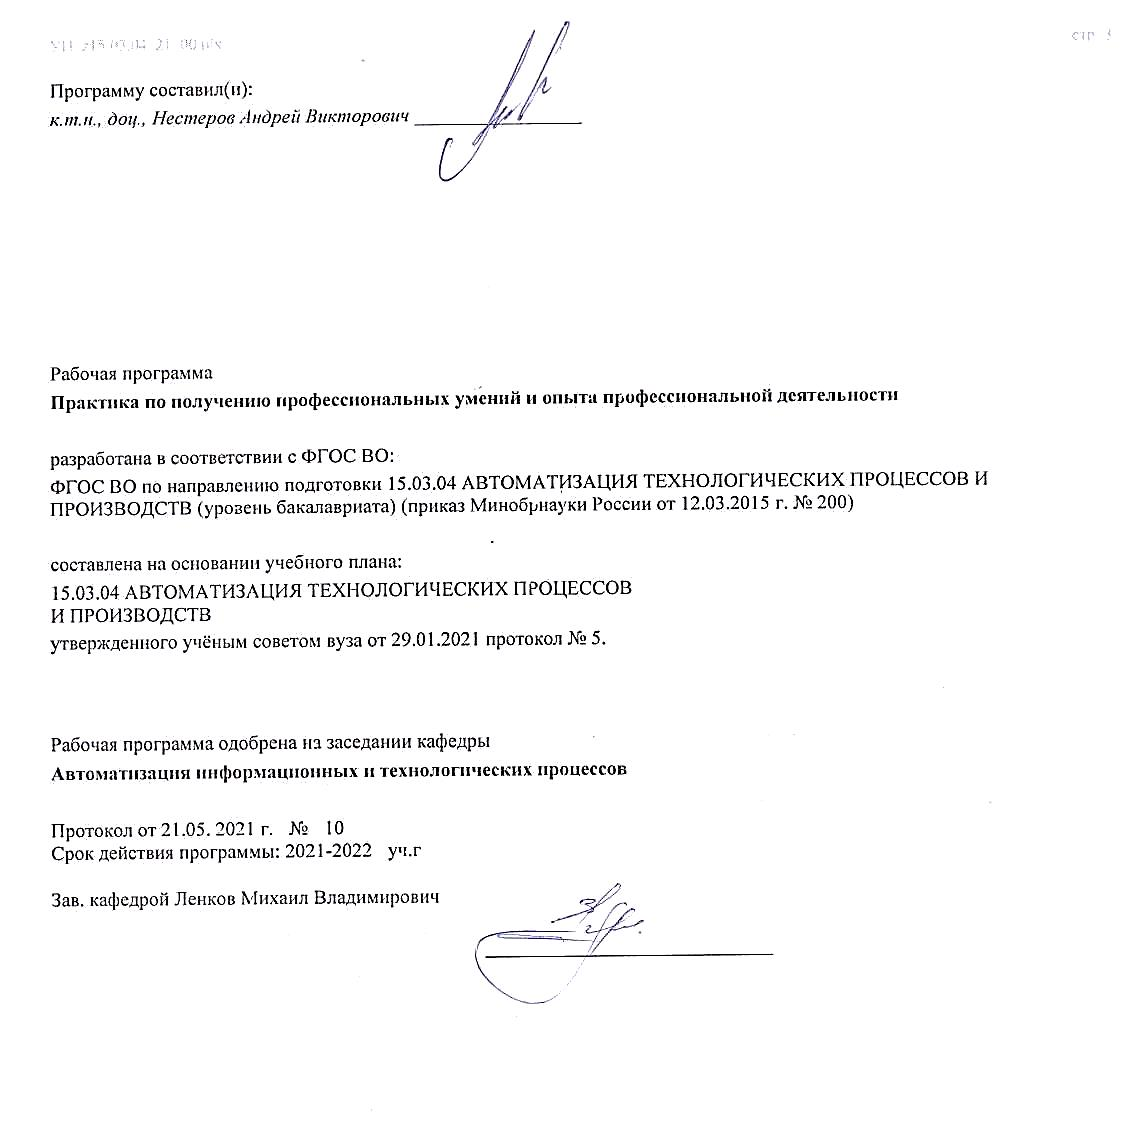 стр. 3
Программу составил(и):
к.т.н., доц., Нестеров Андрей Викторович
Рабочая программа
Практика по получению профессиональных умений и опыта профессиональной деятельности
разработана в соответствии с ФГОС ВО:
ФГОС ВО по направлению подготовки 15.03.04 АВТОМАТИЗАЦИЯ ТЕХНОЛОГИЧЕСКИХ ПРОЦЕССОВ И
ПРОИЗВОДСТВ (уровень бакалавриата) (приказ Минобрнауки России от 12.03.2015 г. № 200)
составлена на основании учебного плана:
15.03.04 АВТОМАТИЗАЦИЯ ТЕХНОЛОГИЧЕСКИХ ПРОЦЕССОВ
И ПРОИЗВОДСТВ
утвержденного учёным советом вуза от 29.01.2021 протокол № 5.
Рабочая программа одобрена на заседании кафедры
Автоматизация информационных и технологических процессов
Протокол от 21.05. 2021 г. № 10
Срок действия программы: 2021-2022 уч.г
Зав. кафедрой Ленков Михаил Владимирович